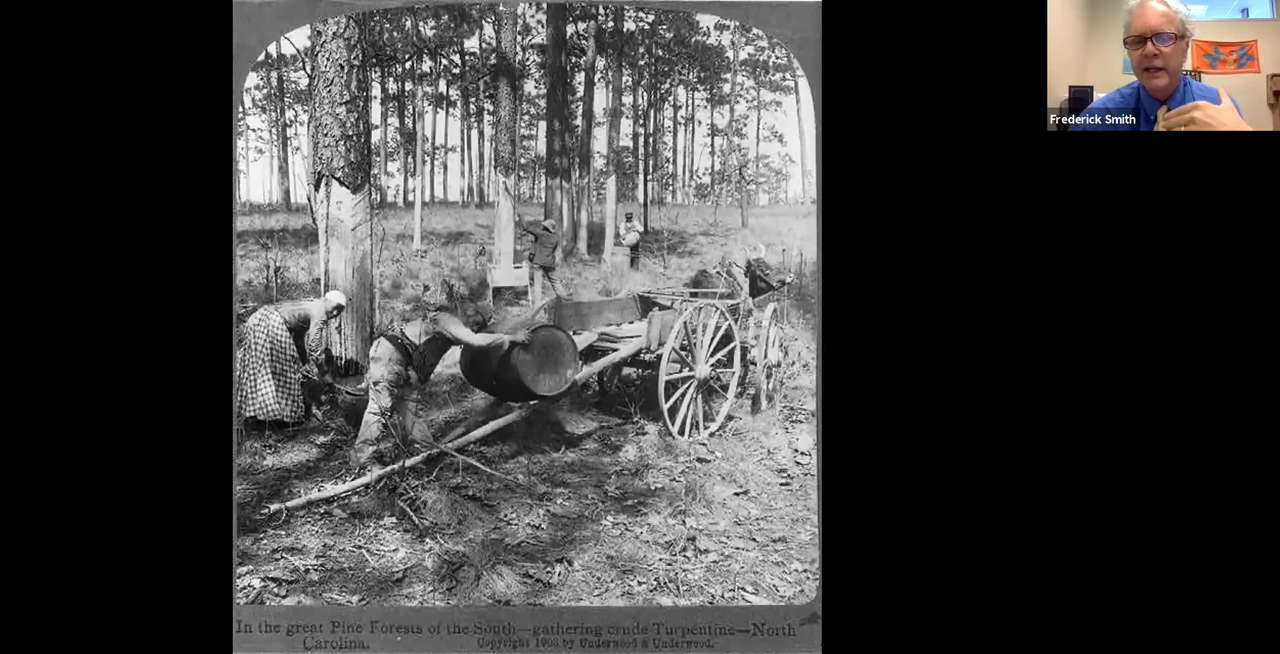 Frederick Smith
In the great Pine Forests of the South—gathering crude Turpentine—North
Carolina. Copyright 1903 by Underwood & Underwood.